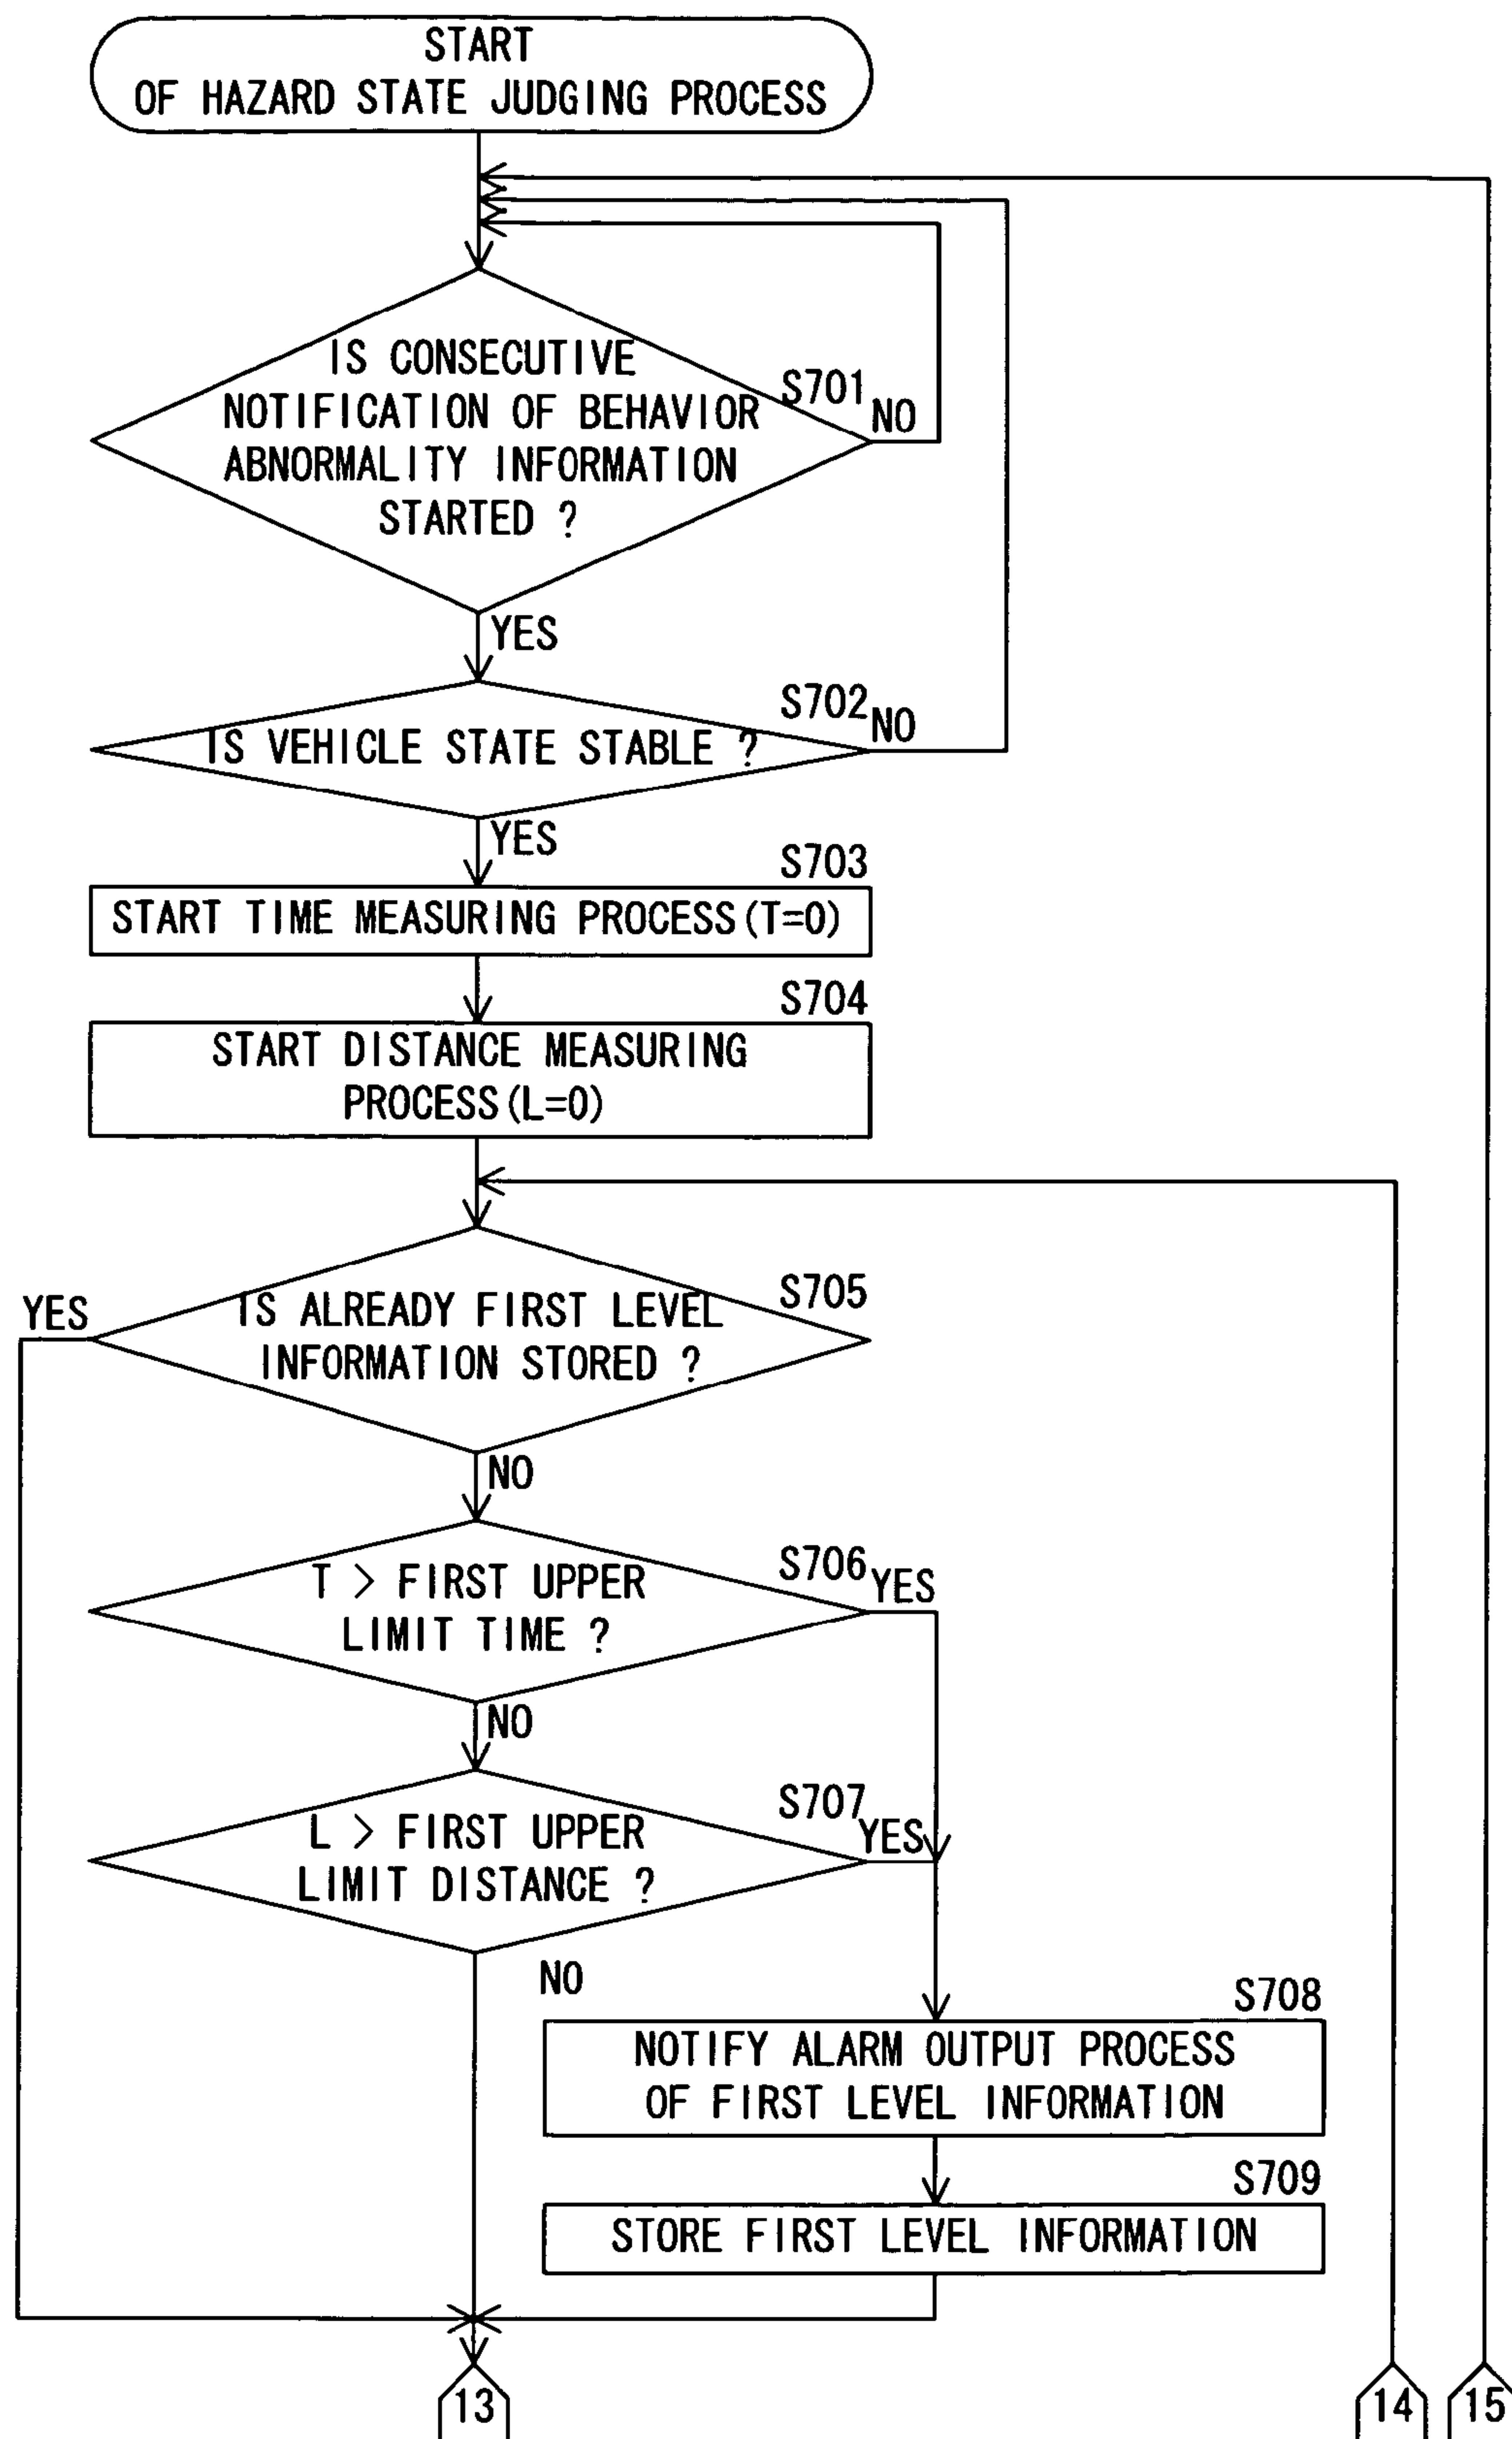 START
OF HAZARD STATE JUDGING PROCESS
IS CONSECUTIVE
NOTIFICATION OF BEHAVIOR
ABNORMALITY INFORMATION
STARTED ?
S701
NO
YES
S702
NO
IS VEHICLE STATE STABLE ?
YES
S703
START TIME MEASURING PROCESS(T=0)
S704
START DISTANCE MEASURING
PROCESS(L=0)
S705
YES
IS ALREADY FIRST LEVEL
INFORMATION STORED ?
NO
S706
YES
T > FIRST UPPER
LIMIT TIME ?
NO
S707
YES
L > FIRST UPPER
LIMIT DISTANCE ?
NO
S708
NOTIFY ALARM OUTPUT PROCESS
OF FIRST LEVEL INFORMATION
S709
STORE FIRST LEVEL INFORMATION
13
14
15